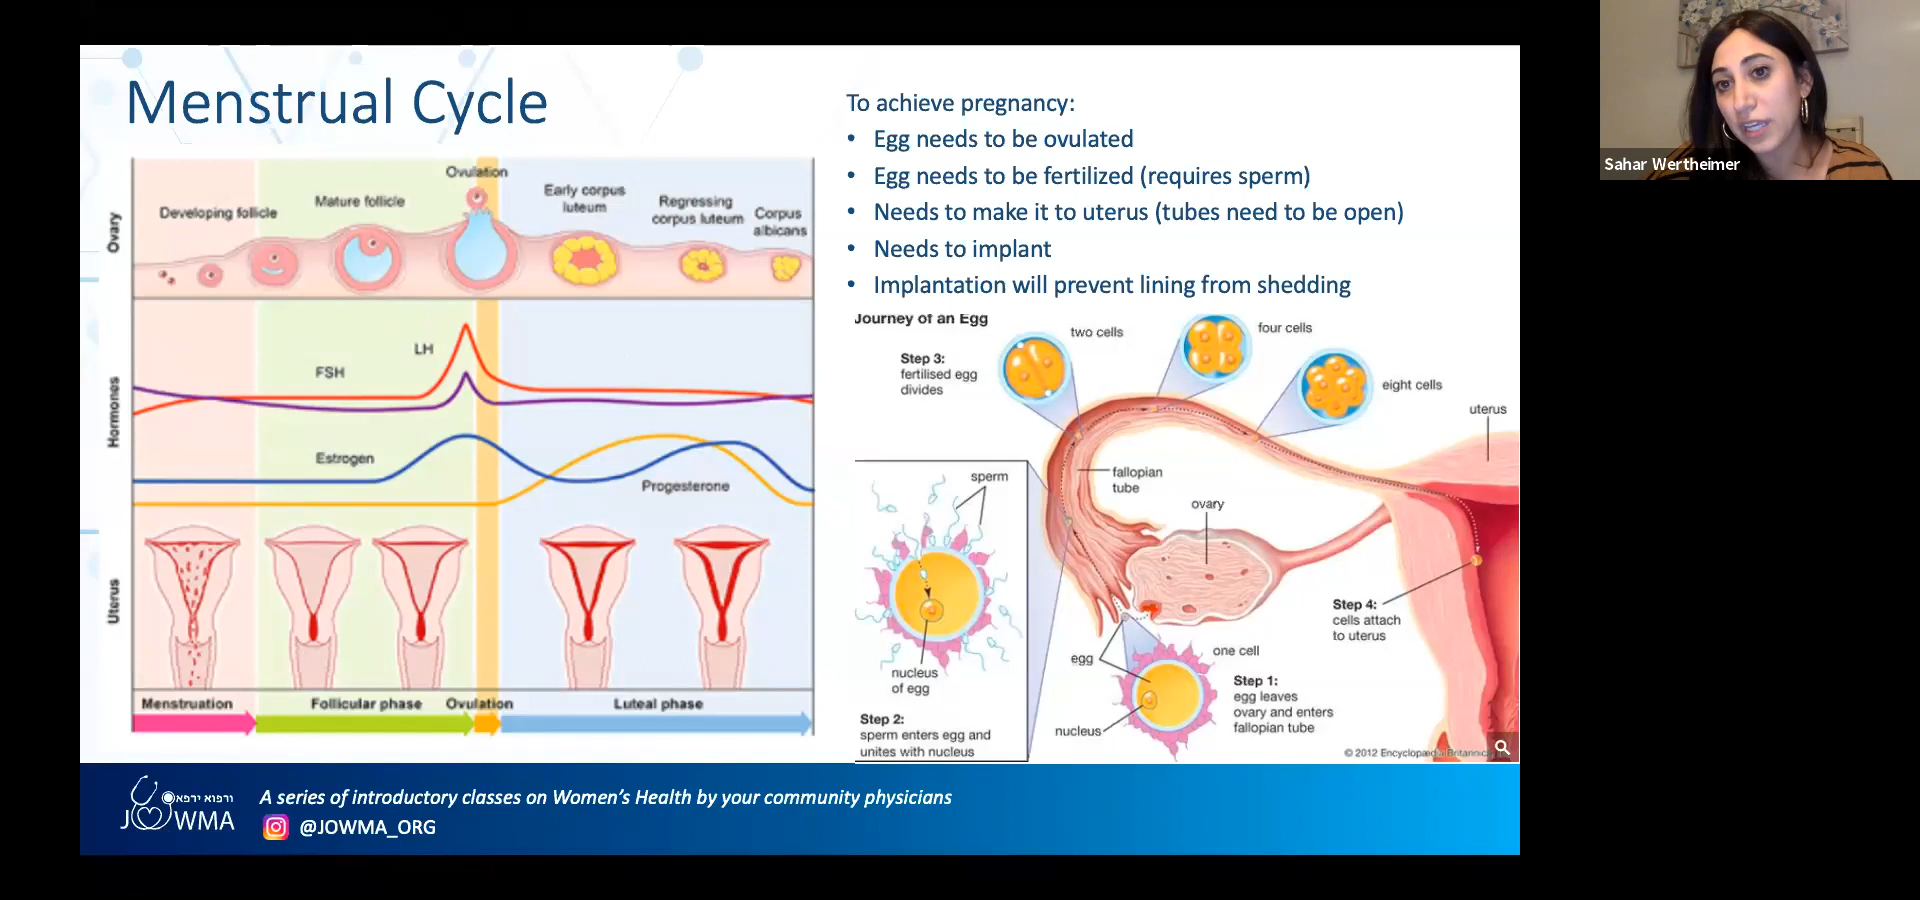 Menstrual Cycle
Ovary
Developing follicle
Mature follicle
Ovulation
Early corpus
luteum
Regressing
corpus luteum
Corpus
albicans
Hormones
FSH
LH
Estrogen
Progesterone
Uterus
Menstruation
Follicular phase
Ovulation
Luteal phase
To achieve pregnancy:
• Egg needs to be ovulated
• Egg needs to be fertilized (requires sperm)
• Needs to make it to uterus (tubes need to be open)
• Needs to implant
• Implantation will prevent lining from shedding
Journey of an Egg
Step 3:
fertilised egg
divides
two cells
four cells
eight cells
uterus
fallopian
tube
ovary
sperm
nucleus
of egg
Step 2:
sperm enters egg and
unites with nucleus
egg
one cell
nucleus
Step 1:
egg leaves
ovary and enters
fallopian tube
Step 4:
cells attach
to uterus
© 2012 Encyclopædia Britannica
ורפוא ירפא
JOWMA
A series of introductory classes on Women's Health by your community physicians
@JOWMA_ORG
Sahar Wertheimer